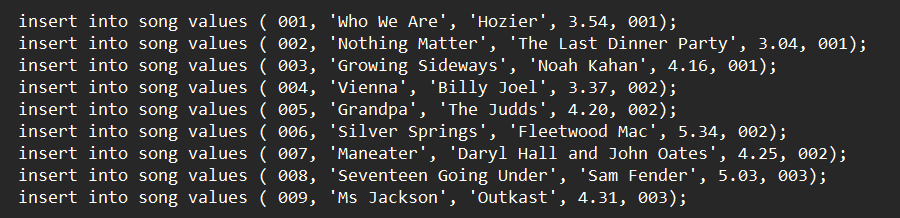 insert into song values ( 001, 'Who We Are', 'Hozier', 3.54, 001);
insert into song values ( 002, 'Nothing Matter', 'The Last Dinner Party', 3.04, 001);
insert into song values ( 003, 'Growing Sideways', 'Noah Kahan', 4.16, 001);
insert into song values ( 004, 'Vienna', 'Billy Joel', 3.37, 002);
insert into song values ( 005, 'Grandpa', 'The Judds', 4.20, 002);
insert into song values ( 006, 'Silver Springs', 'Fleetwood Mac', 5.34, 002);
insert into song values ( 007, 'Maneater', 'Daryl Hall and John Oates', 4.25, 002);
insert into song values ( 008, 'Seventeen Going Under', 'Sam Fender', 5.03, 003);
insert into song values ( 009, 'Ms Jackson', 'Outkast', 4.31, 003);